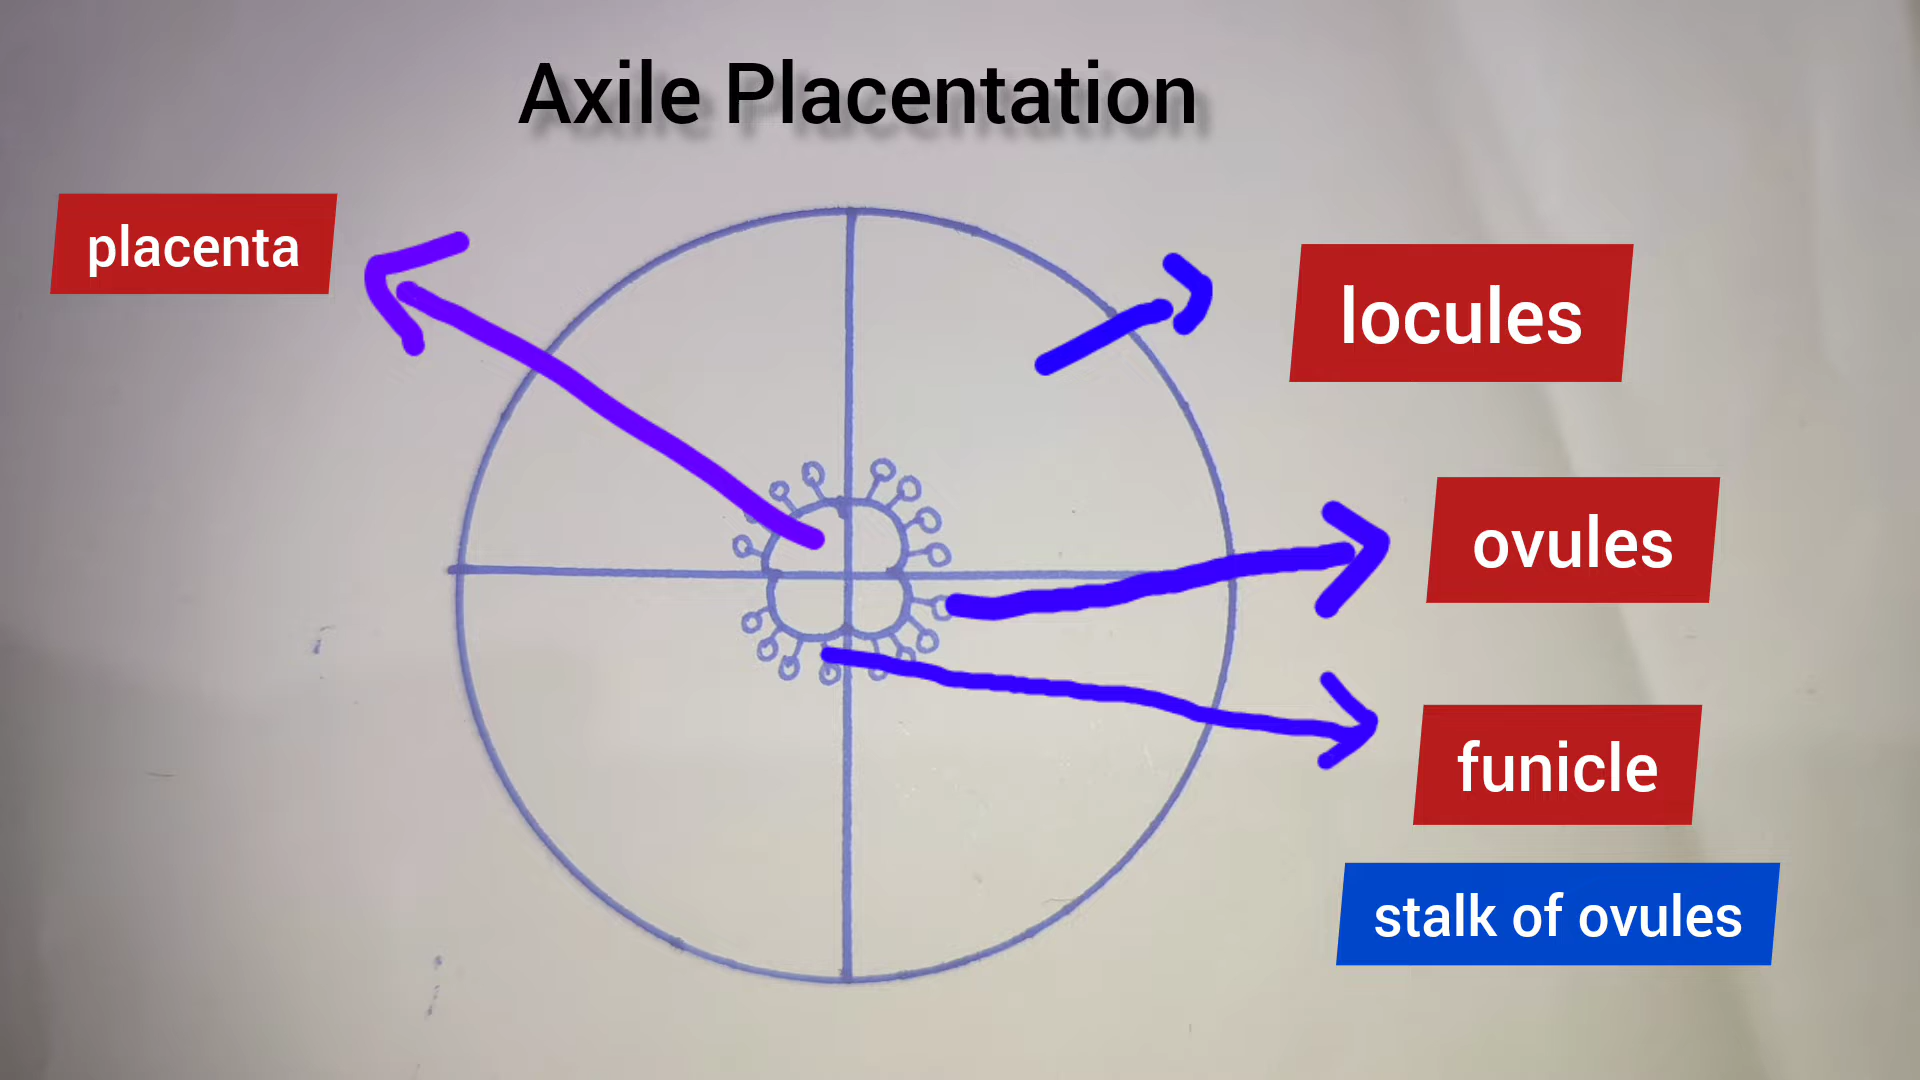 Axile Placentation
placenta
locules
ovules
funicle
stalk of ovules